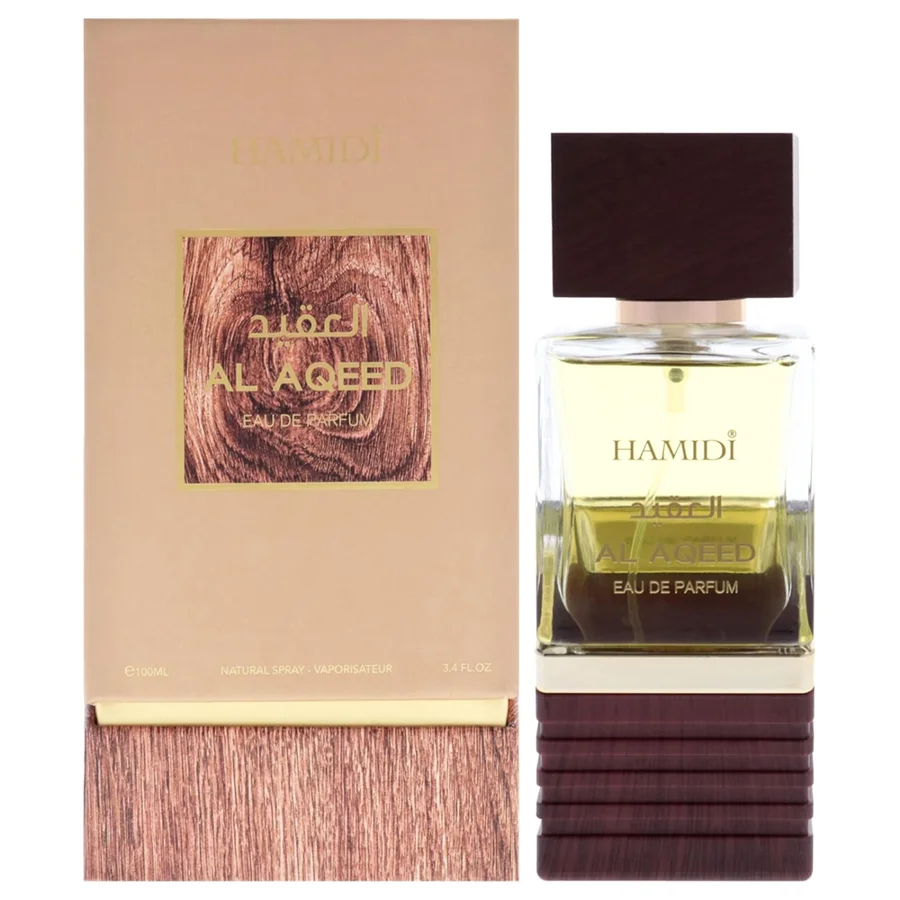 HAMIDI
العقيد
AL AQEED
EAU DE PARFUM
℮100ML
NATURAL SPRAY - VAPORISATEUR
3.4 FL.OZ
HAMIDI®
العقيد
AL AQEED
EAU DE PARFUM